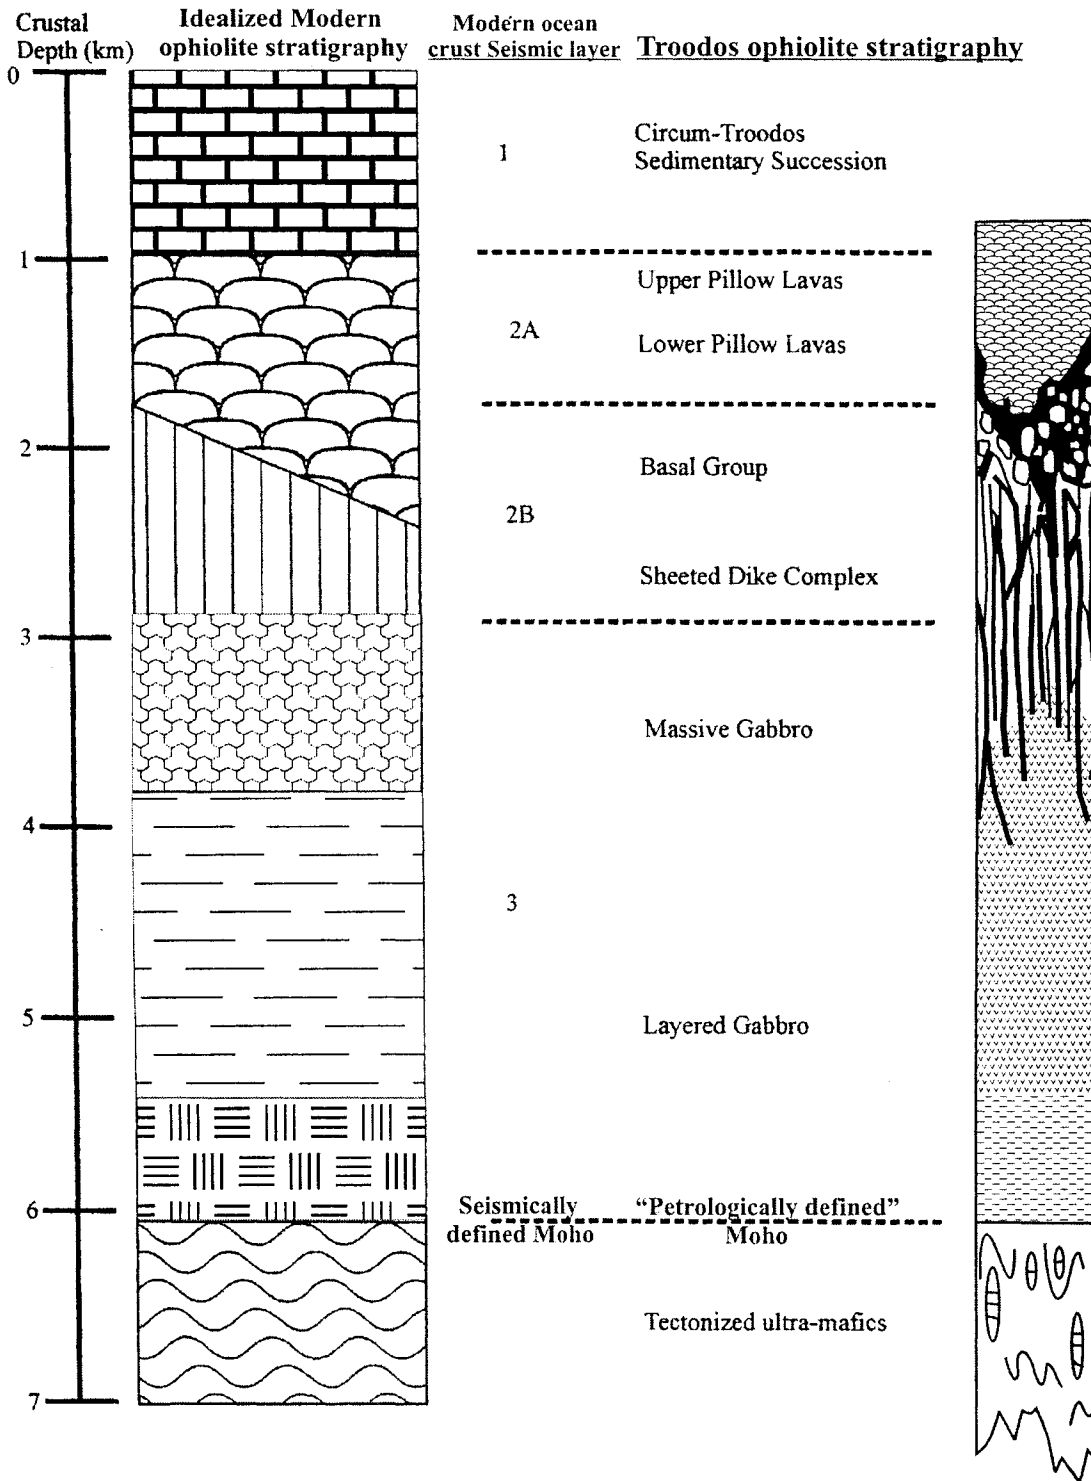 Crustal
Depth (km)
Idealized Modern
ophiolite stratigraphy
Modern ocean
crust Seismic layer
Troodos ophiolite stratigraphy
0
1
Circum-Troodos
Sedimentary Succession
1
Upper Pillow Lavas
2A
Lower Pillow Lavas
2
Basal Group
2B
Sheeted Dike Complex
3
Massive Gabbro
4
3
5
Layered Gabbro
6
Seismically
defined Moho
“Petrologically defined”
Moho
Tectonized ultra-mafics
7